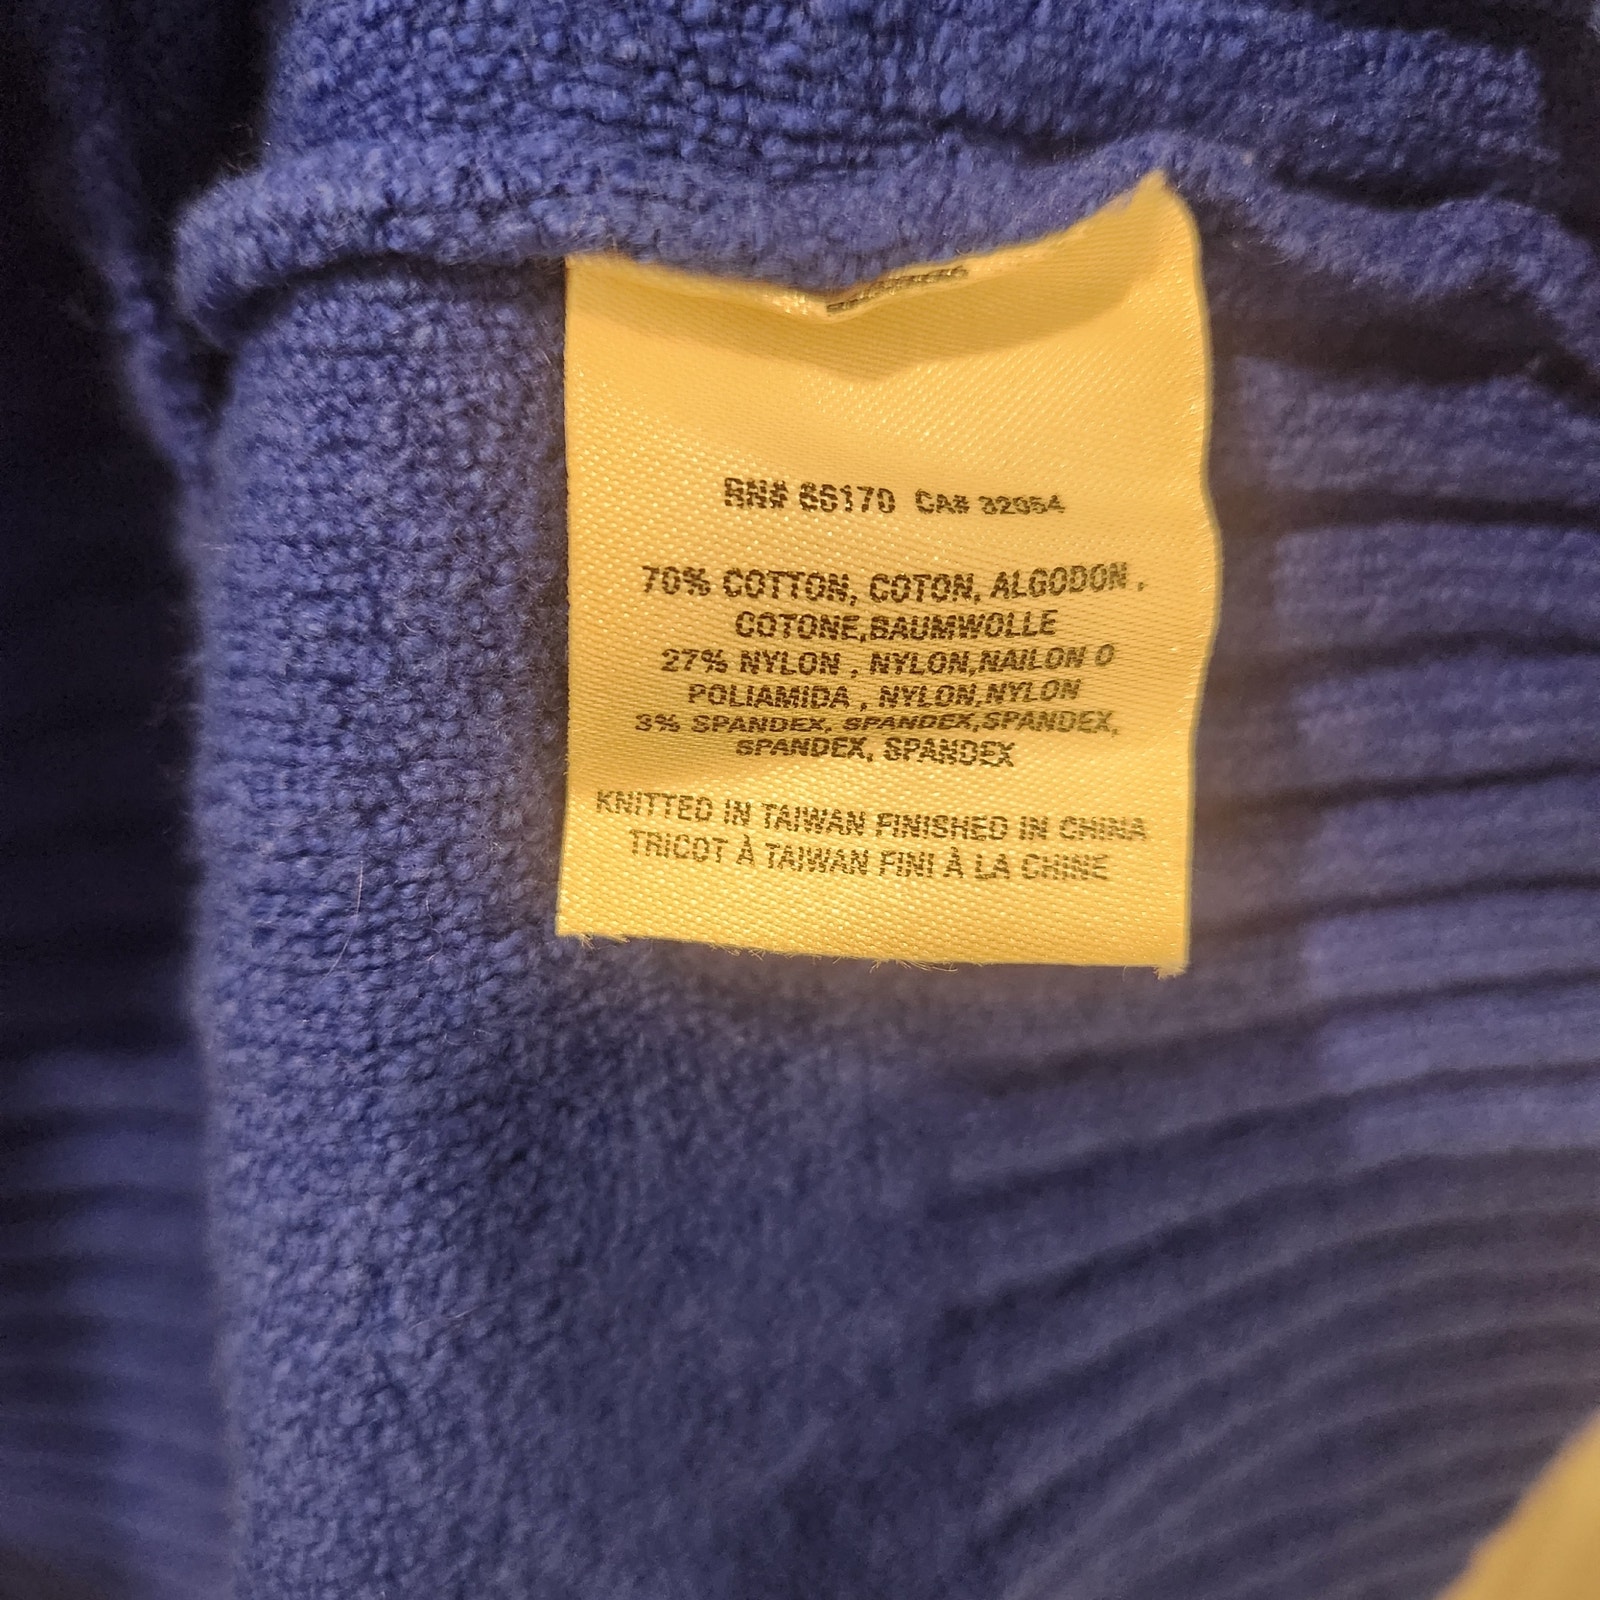 RN# 66170 CA# 32054
70% COTTON, COTON, ALGODON ,
COTONE,BAUMWOLLE
27% NYLON , NYLON,NAILON O
POLIAMIDA , NYLON,NYLON
3% SPANDEX, SPANDEX,SPANDEX,
SPANDEX, SPANDEX
KNITTED IN TAIWAN FINISHED IN CHINA
TRICOT À TAIWAN FINI À LA CHINE